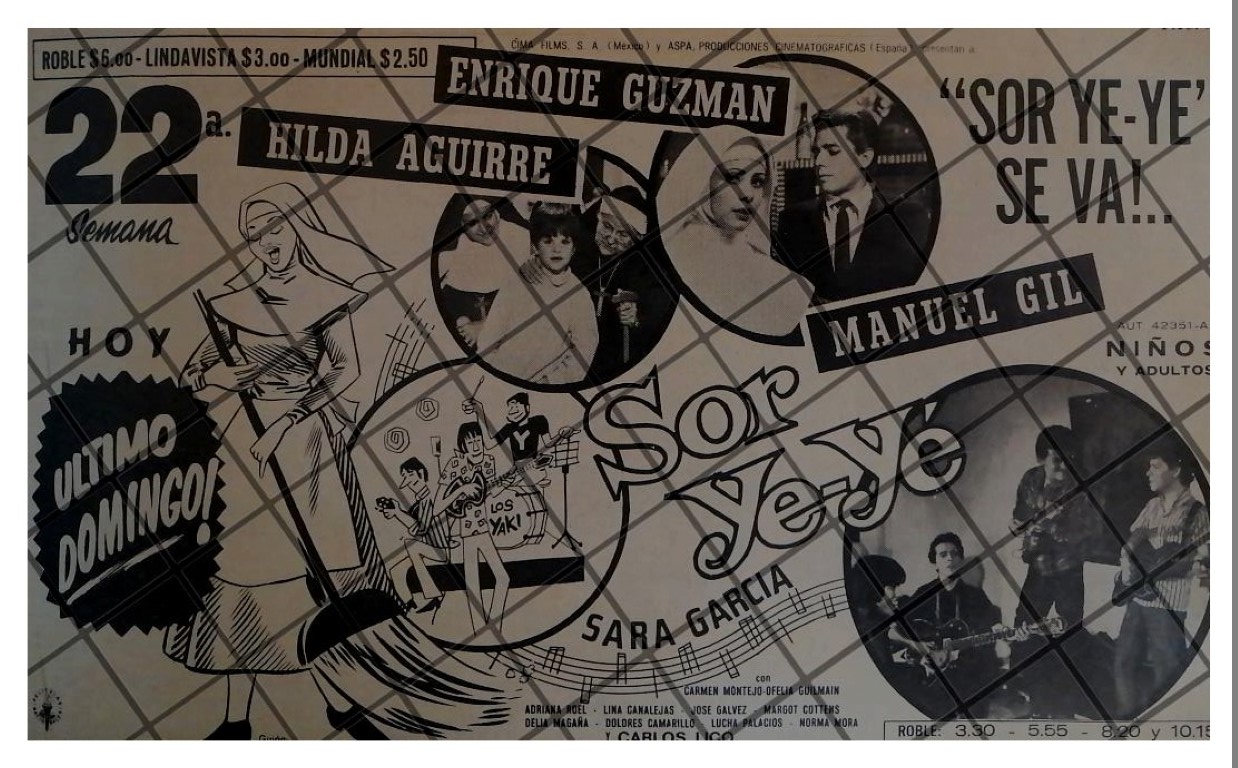 ROBLE $6.00 - LINDAVISTA $3.00 - MUNDIAL $2.50
CIMA FILMS, S. A. (Mexico) y ASPA, PRODUCCIONES CINEMATOGRAFICAS (España) presentan a:
22a.
Semana
ENRIQUE GUZMAN
HILDA AGUIRRE
"SOR YE-YE"
SE VA!..
MANUEL GIL
AUT. 42351-A
NIÑOS
Y ADULTOS
HOY
ULTIMO
DOMINGO!
LOS
YAKI
Sor
Ye-yé
SARA GARCIA
con
CARMEN MONTEJO-OFELIA GUILMAIN
ADRIANA ROEL - LINA CANALEJAS - JOSE GALVEZ - MARGOT COTTENS
DELIA MAGAÑA - DOLORES CAMARILLO - LUCHA PALACIOS - NORMA MORA
Y CARLOS LICO
ROBLE: 3.30 - 5.55 - 8.20 y 10.15